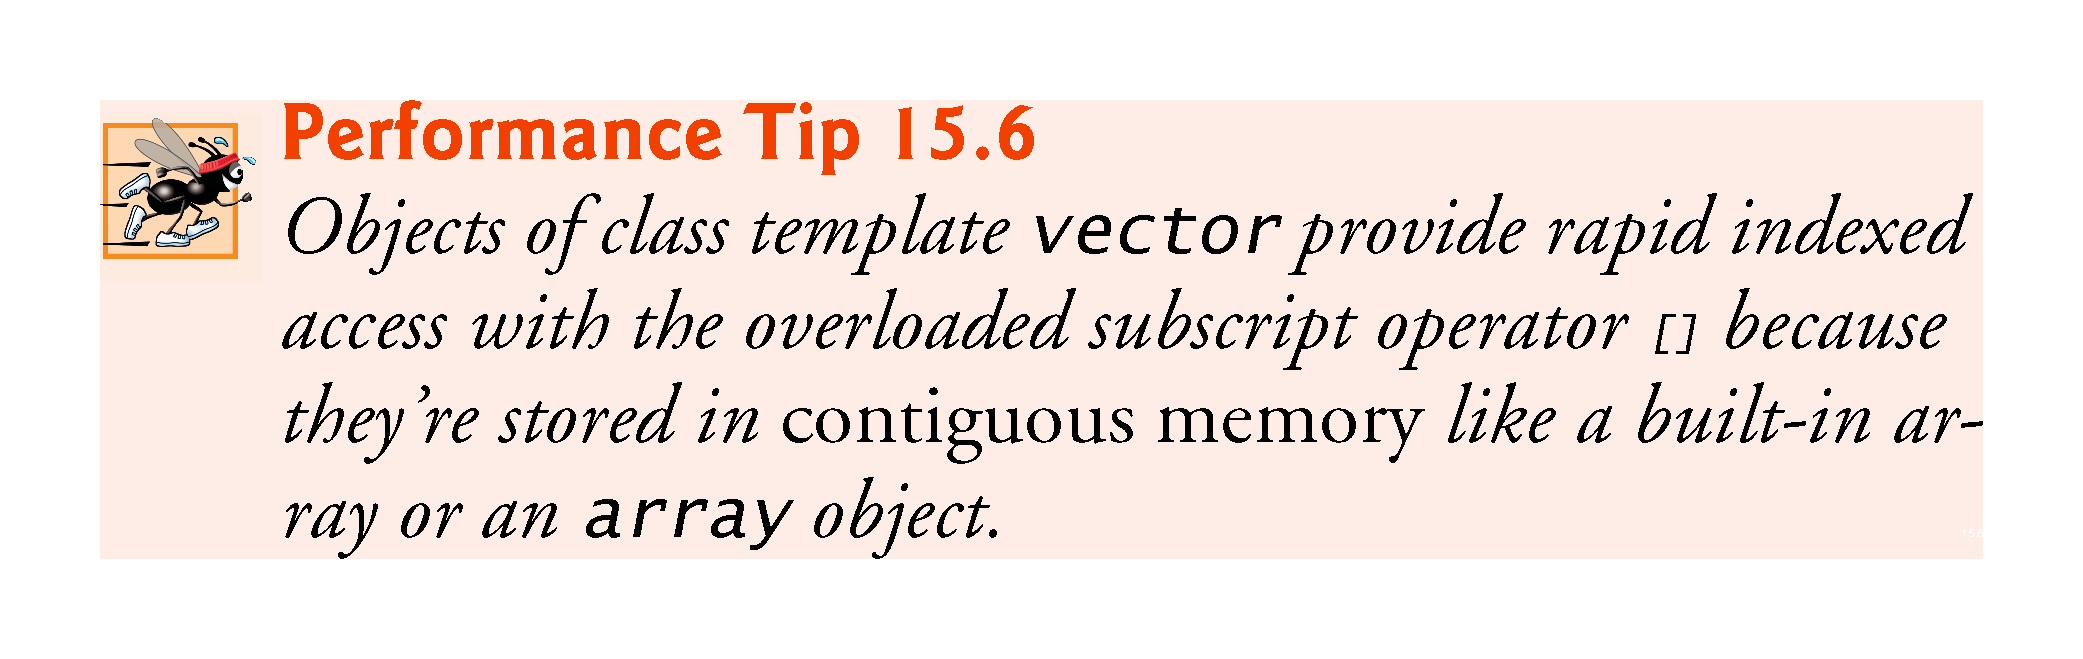 Performance Tip 15.6
Objects of class template vector provide rapid indexed
access with the overloaded subscript operator [] because
they’re stored in contiguous memory like a built-in ar-
ray or an array object.